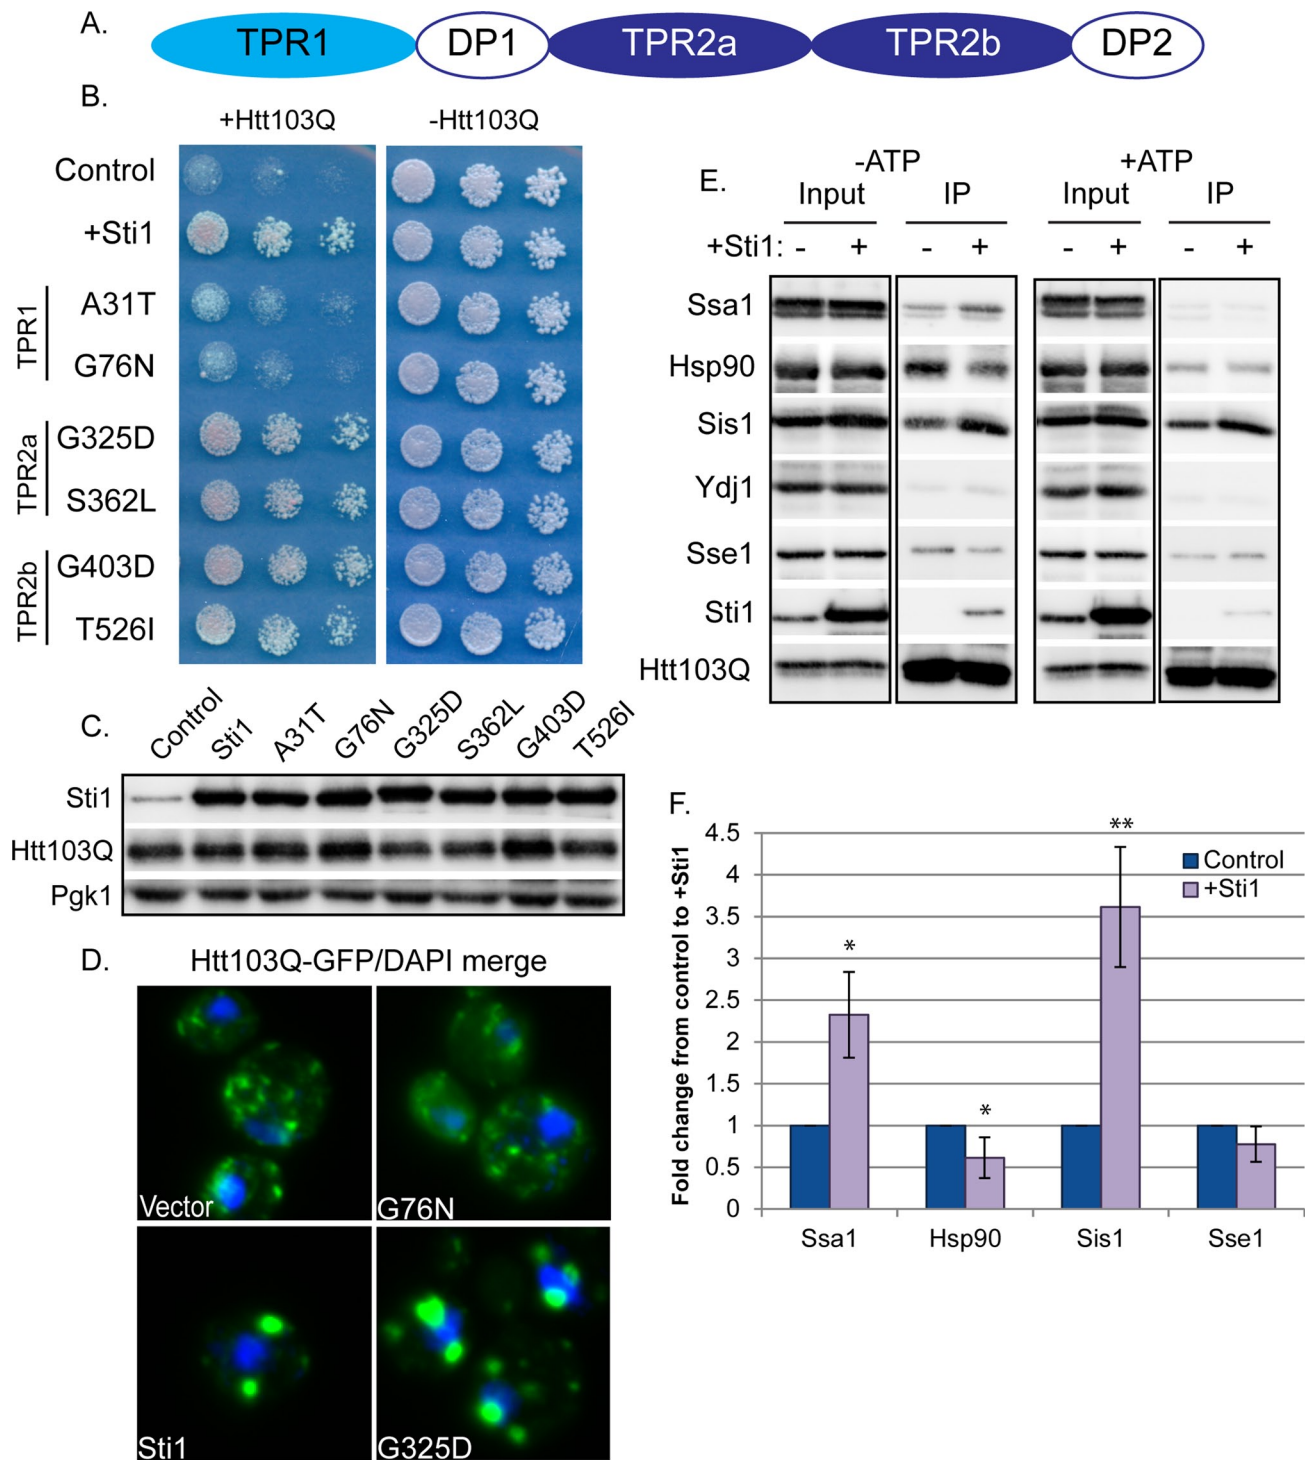 A.
TPR1 DP1 TPR2a TPR2b DP2
B.
+Htt103Q -Htt103Q
Control
+Sti1
TPR1
A31T
G76N
TPR2a
G325D
S362L
TPR2b
G403D
T526I
C.
Control Sti1 A31T G76N G325D S362L G403D T526I
Sti1
Htt103Q
Pgk1
D. Htt103Q-GFP/DAPI merge
Vector G76N
Sti1 G325D
E.
-ATP +ATP
Input IP Input IP
+Sti1: - + - + - + - +
Ssa1
Hsp90
Sis1
Ydj1
Sse1
Sti1
Htt103Q
F.
Fold change from control to +Sti1
4.5
4
3.5
3
2.5
2
1.5
1
0.5
0
* * **
Control
+Sti1
Ssa1 Hsp90 Sis1 Sse1